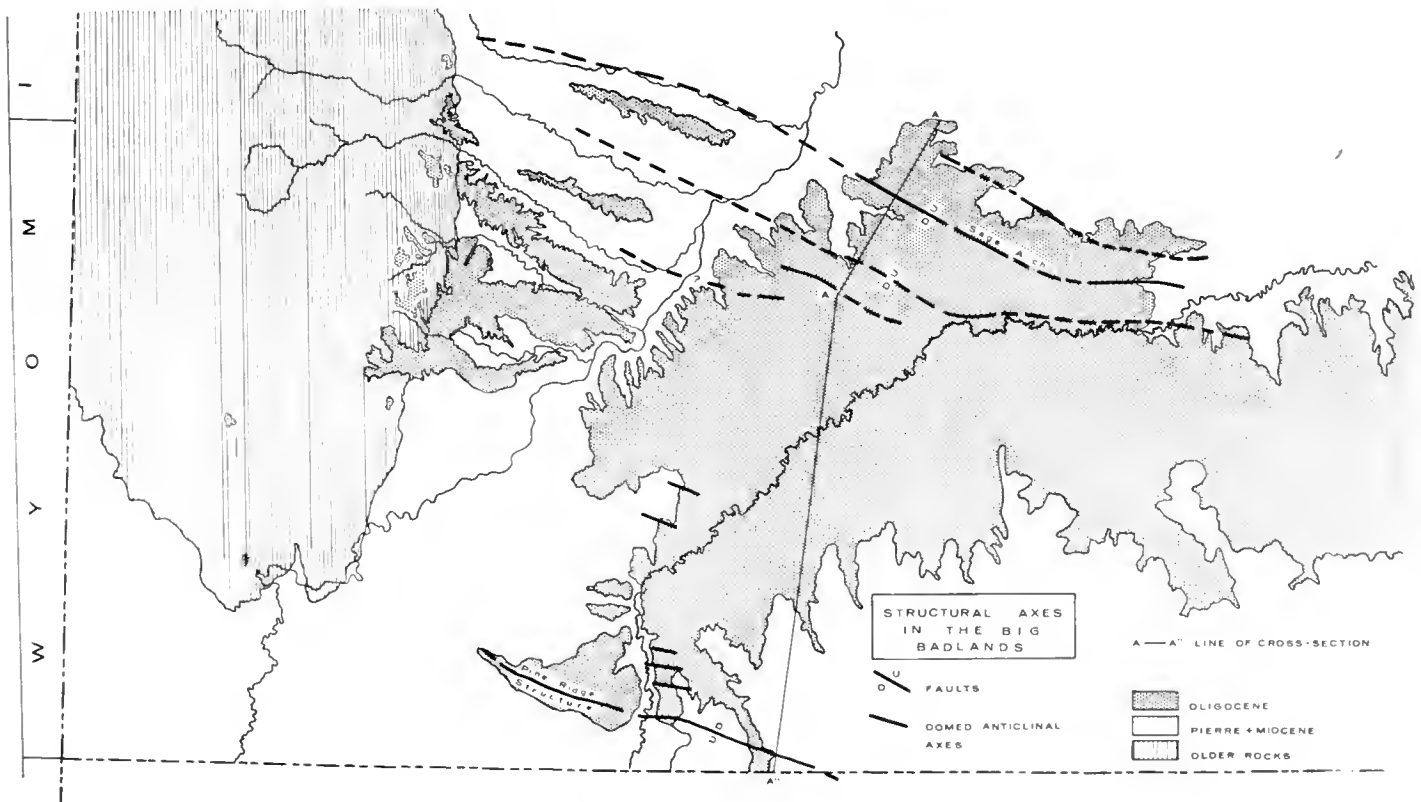 I
M
O
Y
W
A
U
D
Sage
U
D
A'
Pine Ridge
Structure
D
U
A''
STRUCTURAL AXES
IN THE BIG
BADLANDS
U
D
FAULTS
DOMED ANTICLINAL
AXES
A — A'' LINE OF CROSS-SECTION
OLIGOCENE
PIERRE + MIOCENE
OLDER ROCKS